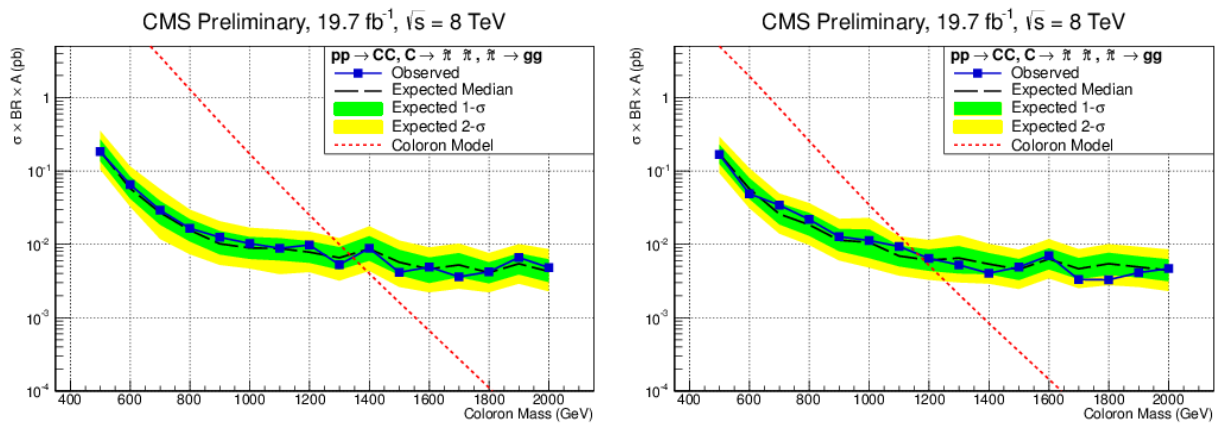 CMS Preliminary, 19.7 fb⁻¹, √s = 8 TeV
σ × BR × A (pb)
pp → CC, C → π̃ π̃, π̃ → gg
Observed
Expected Median
Expected 1-σ
Expected 2-σ
Coloron Model
1
10⁻¹
10⁻²
10⁻³
10⁻⁴
400 600 800 1000 1200 1400 1600 1800 2000
Coloron Mass (GeV)
CMS Preliminary, 19.7 fb⁻¹, √s = 8 TeV
σ × BR × A (pb)
pp → CC, C → π̃ π̃, π̃ → gg
Observed
Expected Median
Expected 1-σ
Expected 2-σ
Coloron Model
1
10⁻¹
10⁻²
10⁻³
10⁻⁴
400 600 800 1000 1200 1400 1600 1800 2000
Coloron Mass (GeV)